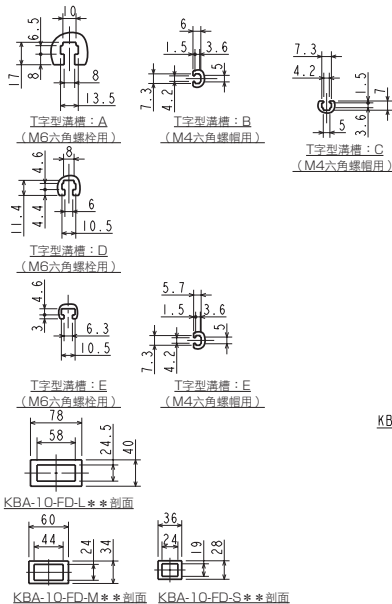 10
6.5
8
17
8
13.5
T字型溝槽：A
（M6六角螺栓用）
6
1.5
3.6
7.3
4.2
5
T字型溝槽：B
（M4六角螺帽用）
7.3
4.2
1.5
7
3.6
5
T字型溝槽：C
（M4六角螺帽用）
4.6
8
11.4
4.4
6
10.5
T字型溝槽：D
（M6六角螺栓用）
4.6
3
6.3
10.5
T字型溝槽：E
（M6六角螺栓用）
5.7
1.5
3.6
7.3
4.2
5
T字型溝槽：E
（M4六角螺帽用）
78
58
24.5
40
KBA-10-FD-L＊＊剖面
KB
60
44
24
34
KBA-10-FD-M＊＊剖面
36
24
19
28
KBA-10-FD-S＊＊剖面